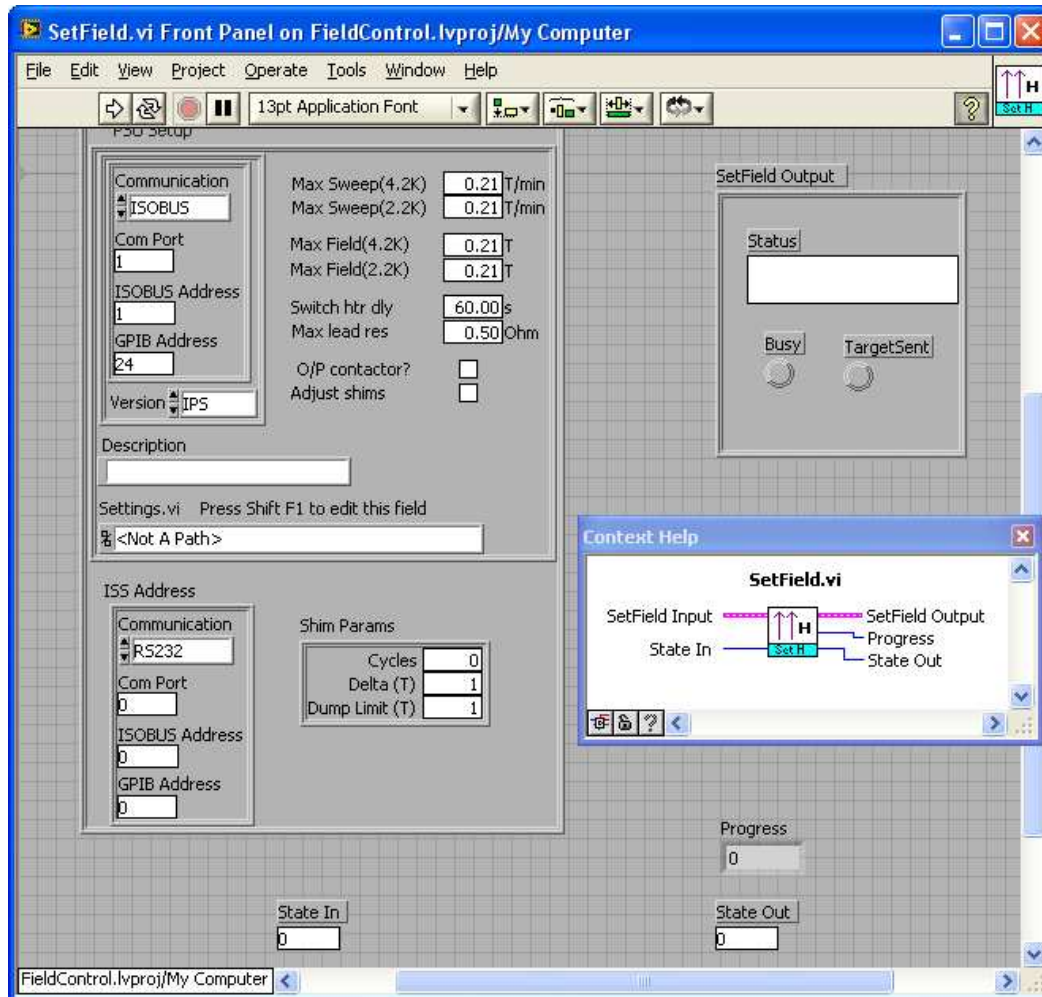 SetField.vi Front Panel on FieldControl.lvproj/My Computer
File Edit View Project Operate Tools Window Help
13pt Application Font
H
Set H
PSU Setup
Communication
ISOBUS
Com Port
1
ISOBUS Address
1
GPIB Address
24
Version IPS
Max Sweep(4.2K) 0.21 T/min
Max Sweep(2.2K) 0.21 T/min
Max Field(4.2K) 0.21 T
Max Field(2.2K) 0.21 T
Switch htr dly 60.00 s
Max lead res 0.50 Ohm
O/P contactor?
Adjust shims
Description
Settings.vi Press Shift F1 to edit this field
<Not A Path>
ISS Address
Communication
RS232
Com Port
0
ISOBUS Address
0
GPIB Address
0
Shim Params
Cycles 0
Delta (T) 1
Dump Limit (T) 1
SetField Output
Status
Busy TargetSent
Context Help
SetField.vi
SetField Input
State In
H
Set H
SetField Output
Progress
State Out
?
Progress
0
State In
0
State Out
0
FieldControl.lvproj/My Computer